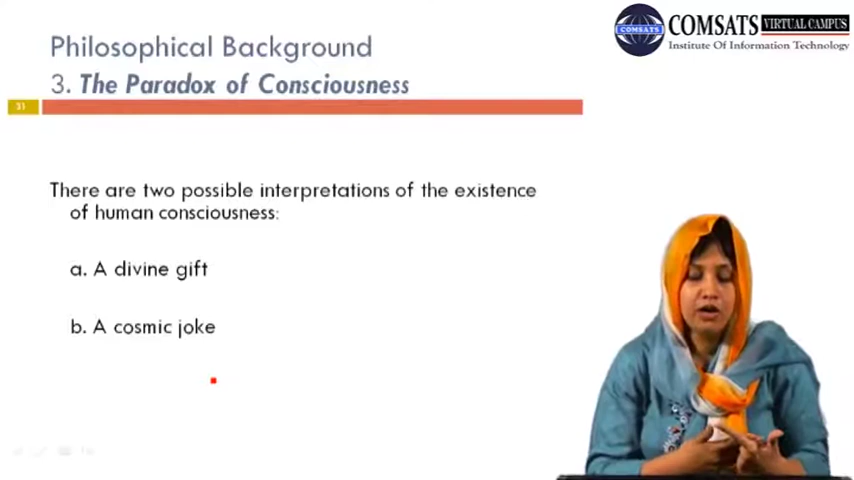 Philosophical Background
3. The Paradox of Consciousness
31
There are two possible interpretations of the existence
of human consciousness:
a. A divine gift
b. A cosmic joke
COMSATS
COMSATS VIRTUAL CAMPUS
Institute Of Information Technology